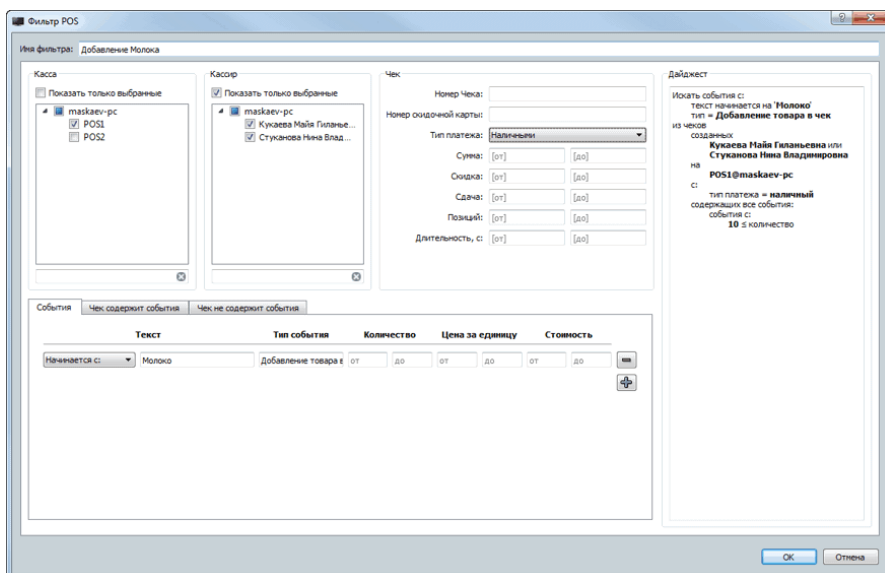 Фильтр POS
Имя фильтра: Добавление Молока
Касса
Показать только выбранные
maskaev-pc
POS1
POS2
Кассир
Показать только выбранные
maskaev-pc
Кукаева Майя Гиланье...
Стуканова Нина Влад...
Чек
Номер Чека:
Номер скидочной карты:
Тип платежа: Наличными
Сумма: [от] [до]
Скидка: [от] [до]
Сдача: [от] [до]
Позиций: [от] [до]
Длительность, с: [от] [до]
Дайджест
Искать события с:
текст начинается на 'Молоко'
тип = Добавление товара в чек
из чеков
созданных
Кукаева Майя Гиланьевна или
Стуканова Нина Владимировна
на
POS1@maskaev-pc
с:
тип платежа = наличный
содержащих все события:
события с:
10 ≤ количество
События Чек содержит события Чек не содержит события
Текст Тип события Количество Цена за единицу Стоимость
Начинается с: Молоко Добавление товара в от до от до от до
OK Отмена